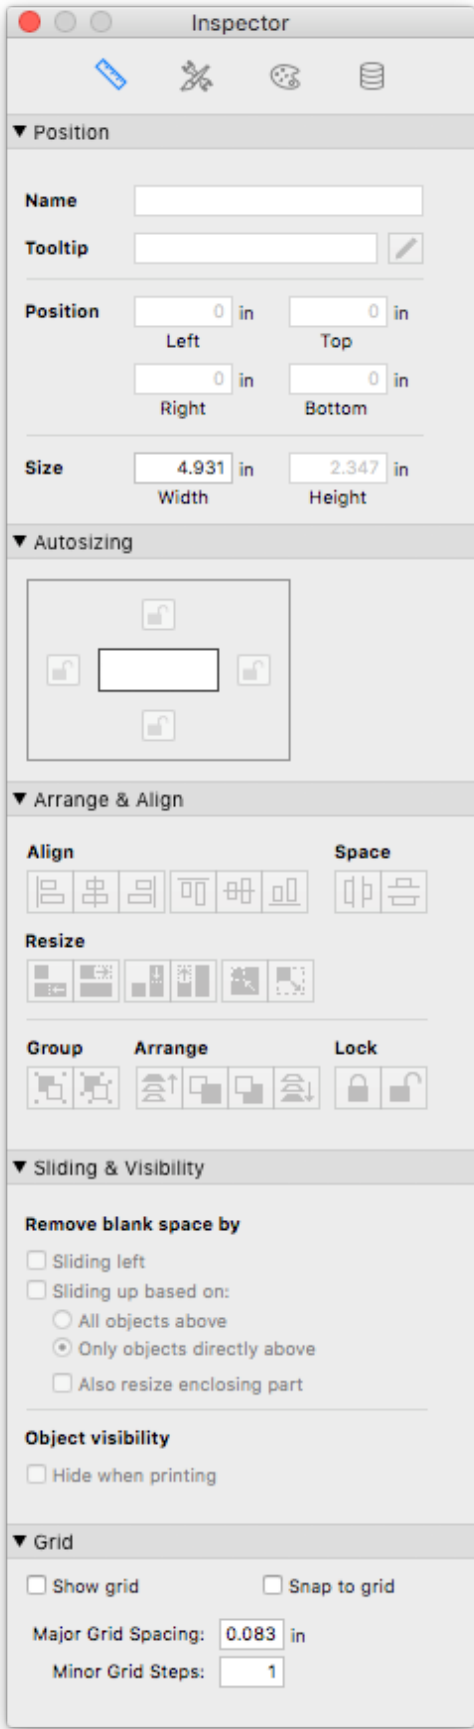 Inspector
Position
Name
Tooltip
Position 0 in 0 in
Left Top
0 in 0 in
Right Bottom
Size 4.931 in 2.347 in
Width Height
Autosizing
Arrange & Align
Align Space
Resize
Group Arrange Lock
Sliding & Visibility
Remove blank space by
Sliding left
Sliding up based on:
All objects above
Only objects directly above
Also resize enclosing part
Object visibility
Hide when printing
Grid
Show grid Snap to grid
Major Grid Spacing: 0.083 in
Minor Grid Steps: 1